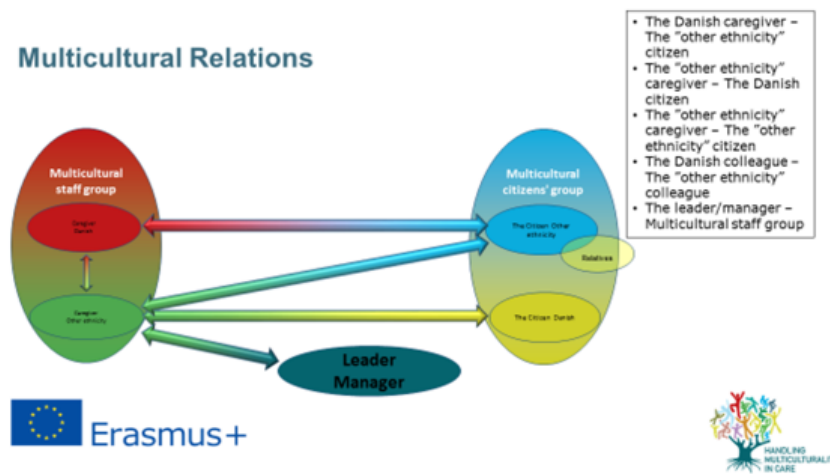 Multicultural Relations
• The Danish caregiver –
The ”other ethnicity”
citizen
• The ”other ethnicity”
caregiver – The Danish
citizen
• The ”other ethnicity”
caregiver – The ”other
ethnicity” citizen
• The Danish colleague –
The ”other ethnicity”
colleague
• The leader/manager –
Multicultural staff group
Multicultural
staff group
Caregiver
Danish
Caregiver
Other ethnicity
Multicultural
citizens' group
The Citizen Other
ethnicity
Relatives
The Citizen Danish
Leader
Manager
Erasmus+
HANDLING
MULTICULTURALI
IN CARE